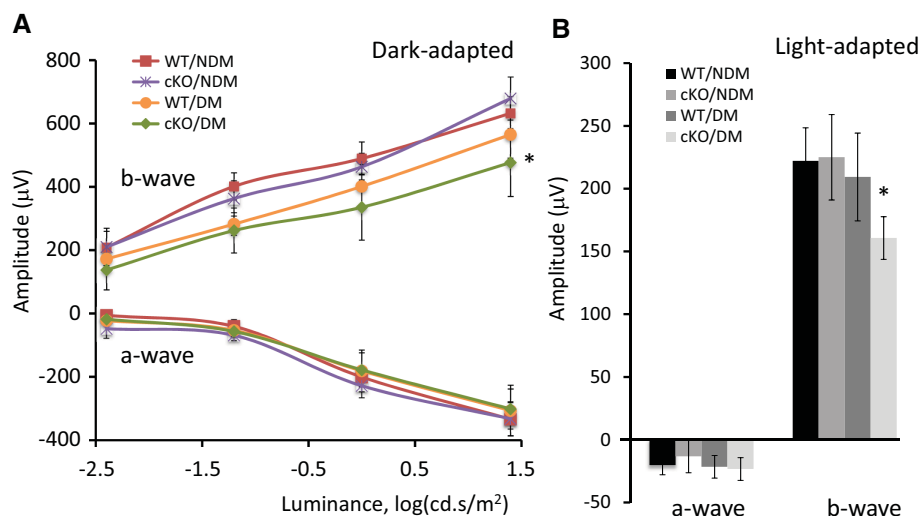 A
Dark-adapted
WT/NDM
cKO/NDM
WT/DM
cKO/DM
Amplitude (µV)
800
600
400
200
0
-200
-400
b-wave
a-wave
*
-2.5
-1.5
-0.5
0.5
1.5
Luminance, log(cd.s/m²)
B
Light-adapted
WT/NDM
cKO/NDM
WT/DM
cKO/DM
Amplitude (µV)
300
250
200
150
100
50
0
-50
*
a-wave
b-wave